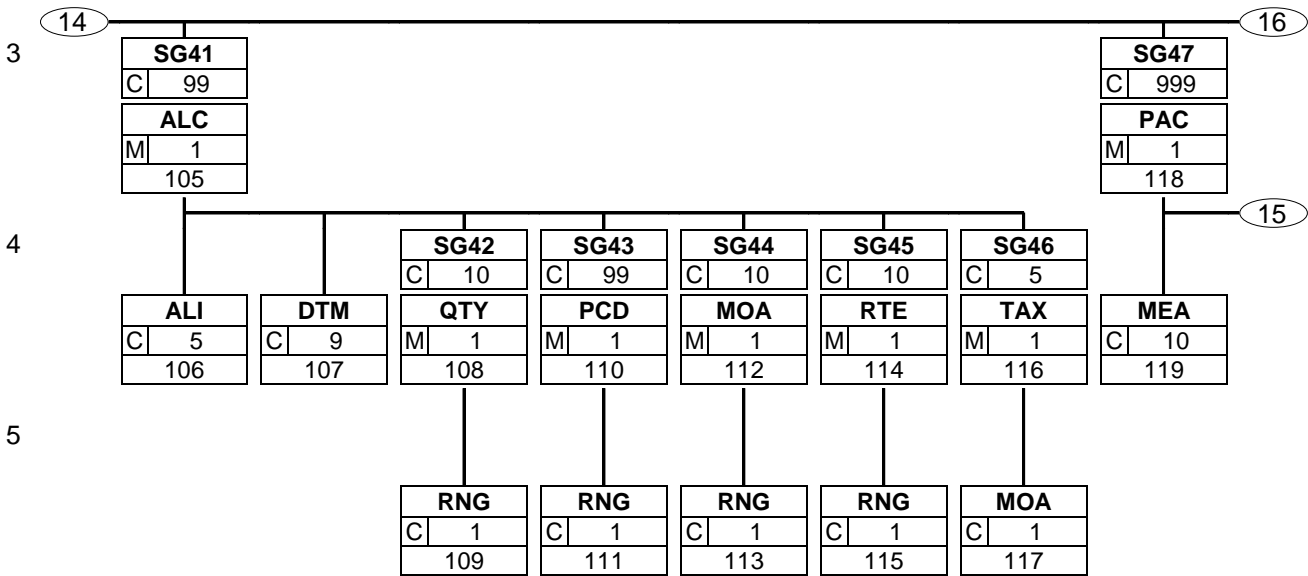 14 16
3 SG41 SG47
C 99 C 999
ALC PAC
M 1 M 1
105 118
15
4 SG42 SG43 SG44 SG45 SG46
C 10 C 99 C 10 C 10 C 5
ALI DTM QTY PCD MOA RTE TAX MEA
C 5 C 9 M 1 M 1 M 1 M 1 M 1 C 10
106 107 108 110 112 114 116 119
5
RNG RNG RNG RNG MOA
C 1 C 1 C 1 C 1 C 1
109 111 113 115 117